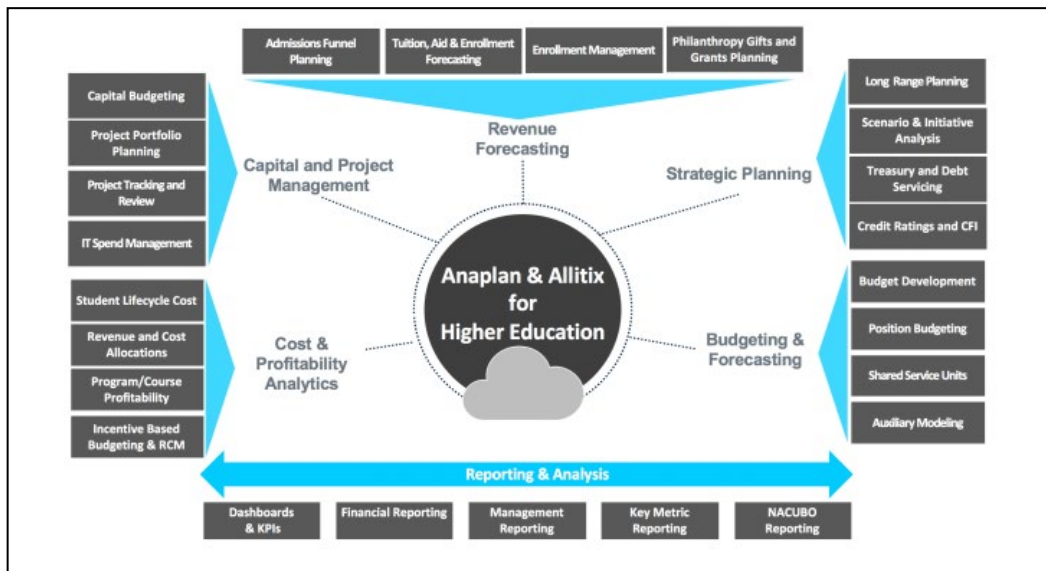 Admissions Funnel
Planning
Tuition, Aid & Enrollment
Forecasting
Enrollment Management
Philanthropy Gifts and
Grants Planning
Capital Budgeting
Project Portfolio
Planning
Project Tracking and
Review
IT Spend Management
Student Lifecycle Cost
Revenue and Cost
Allocations
Program/Course
Profitability
Incentive Based
Budgeting & RCM
Capital and Project
Management
Revenue
Forecasting
Strategic Planning
Anaplan & Allitix
for
Higher Education
Cost &
Profitability
Analytics
Budgeting &
Forecasting
Long Range Planning
Scenario & Initiative
Analysis
Treasury and Debt
Servicing
Credit Ratings and CFI
Budget Development
Position Budgeting
Shared Service Units
Auxiliary Modeling
Reporting & Analysis
Dashboards
& KPIs
Financial Reporting
Management
Reporting
Key Metric
Reporting
NACUBO
Reporting